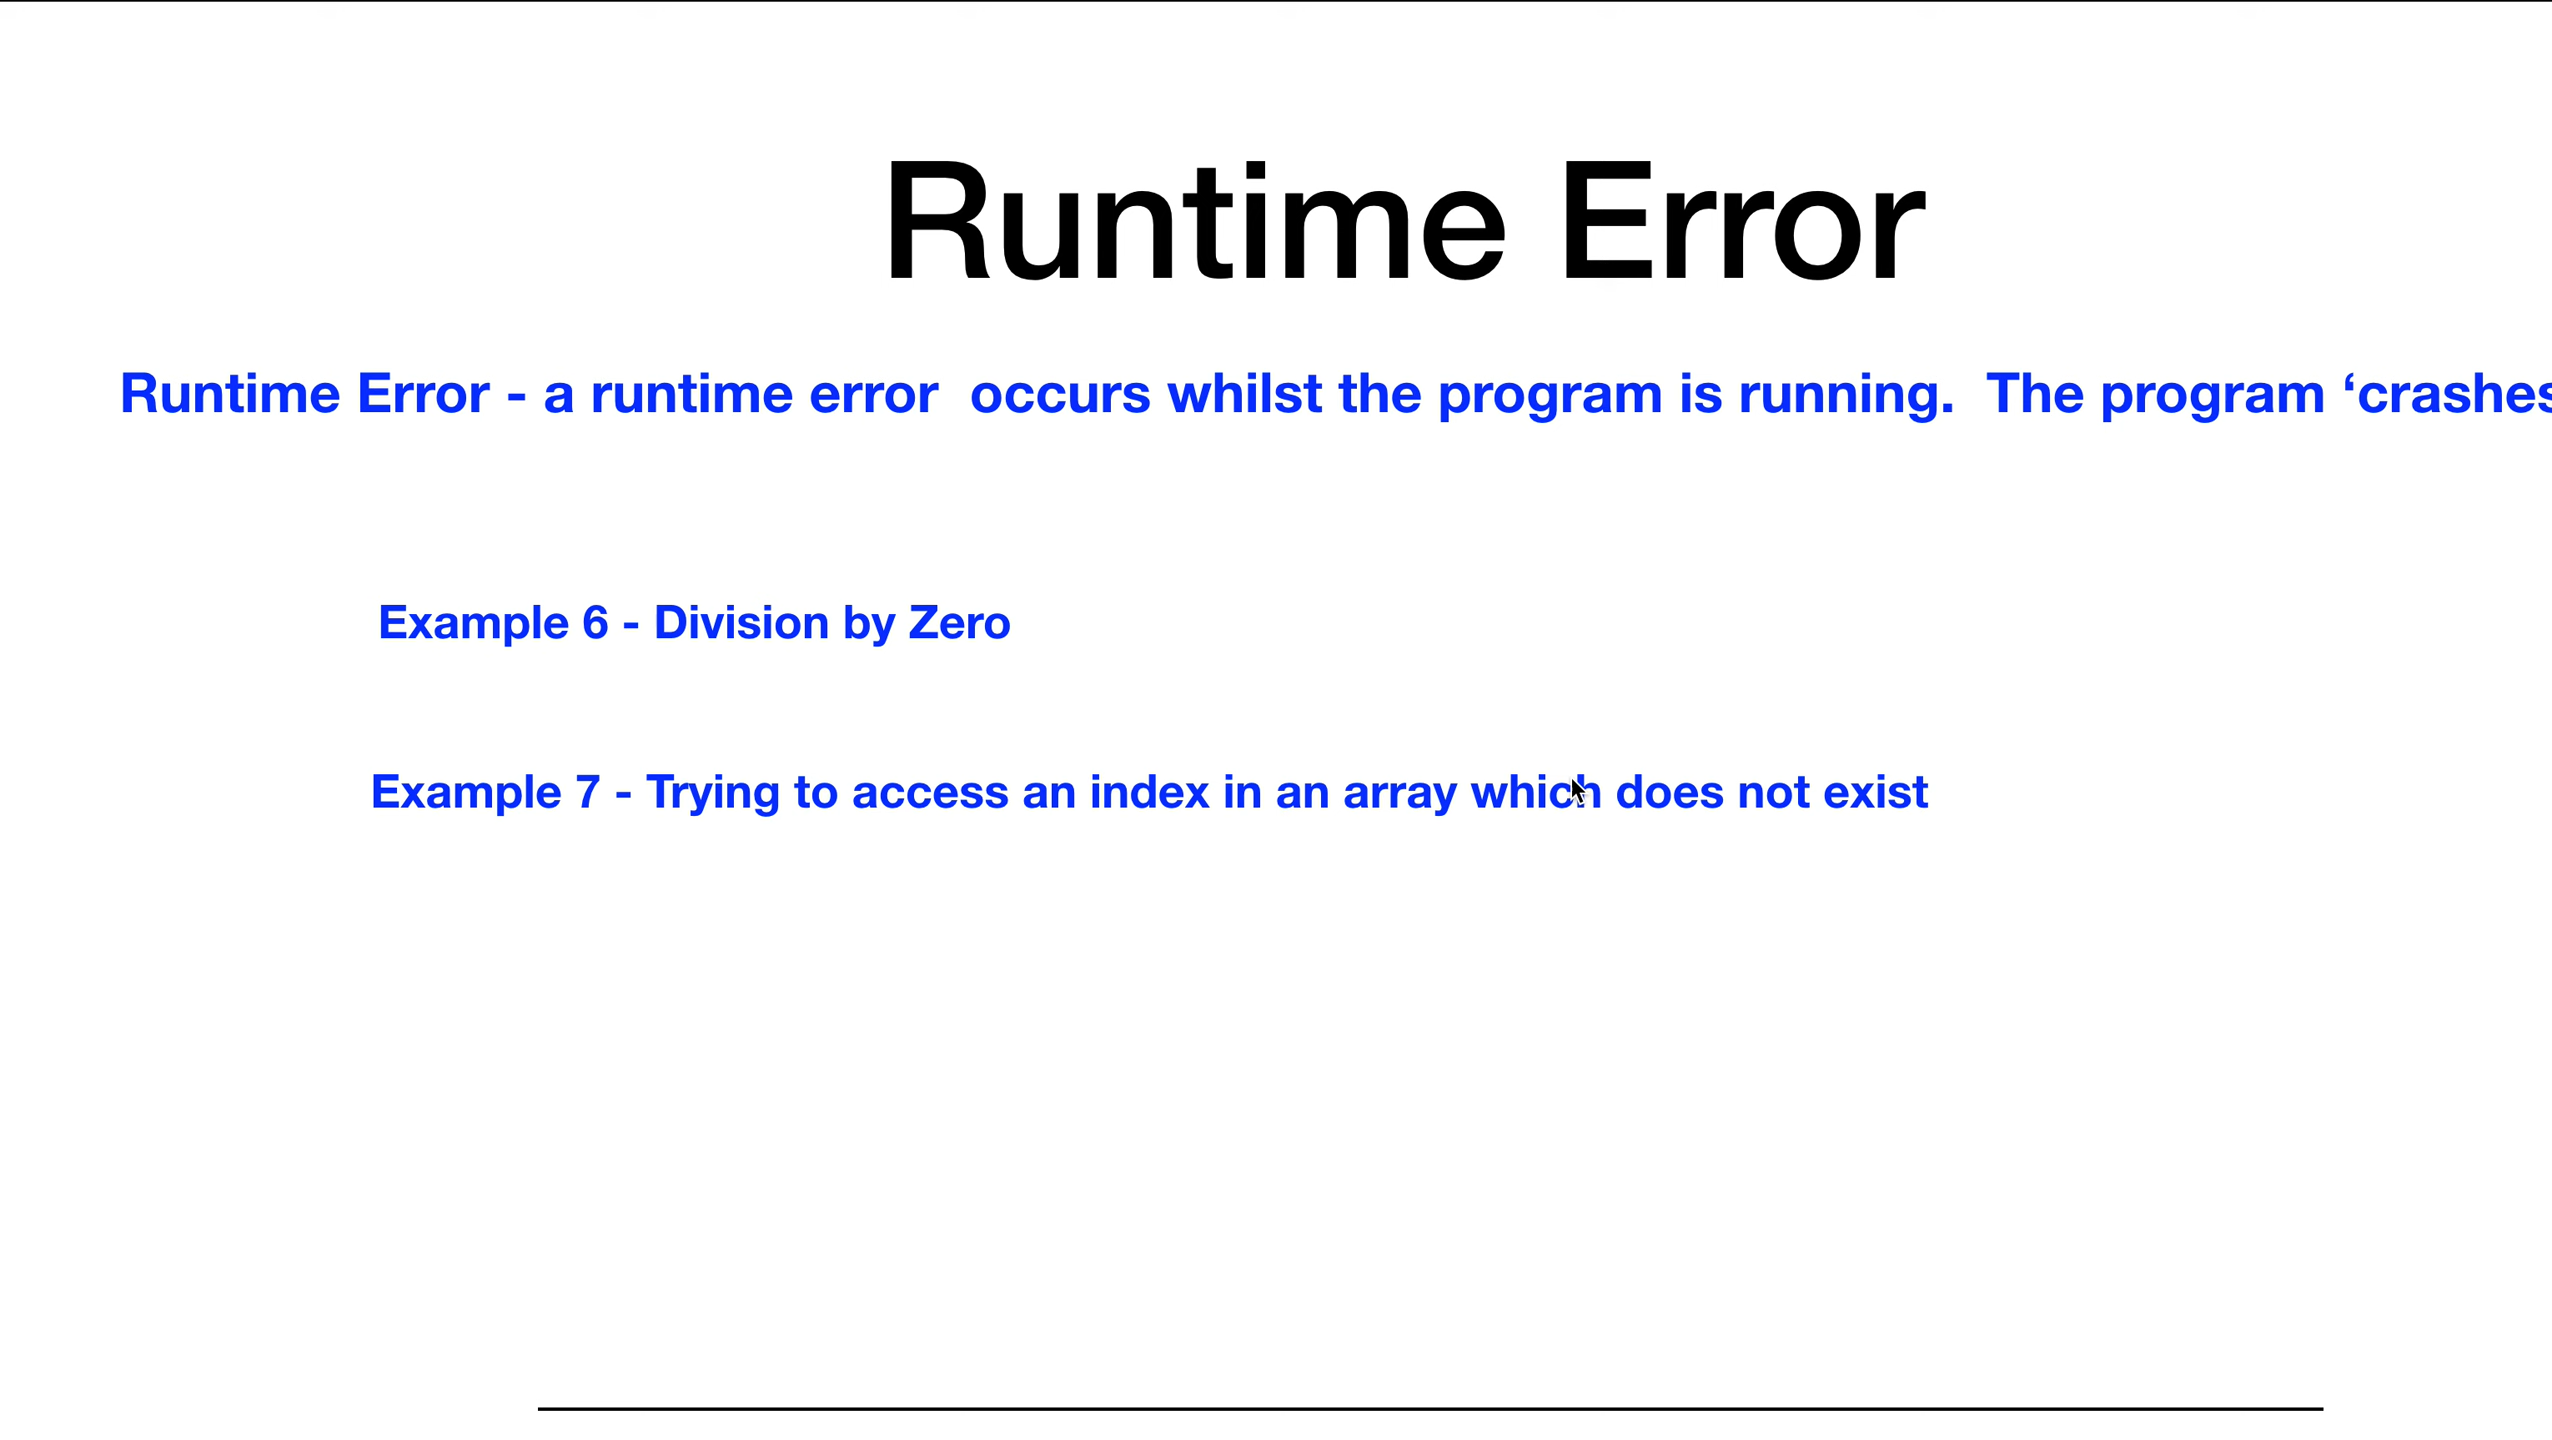 Runtime Error
Runtime Error - a runtime error  occurs whilst the program is running.  The program ‘crashes
Example 6 - Division by Zero
Example 7 - Trying to access an index in an array which does not exist